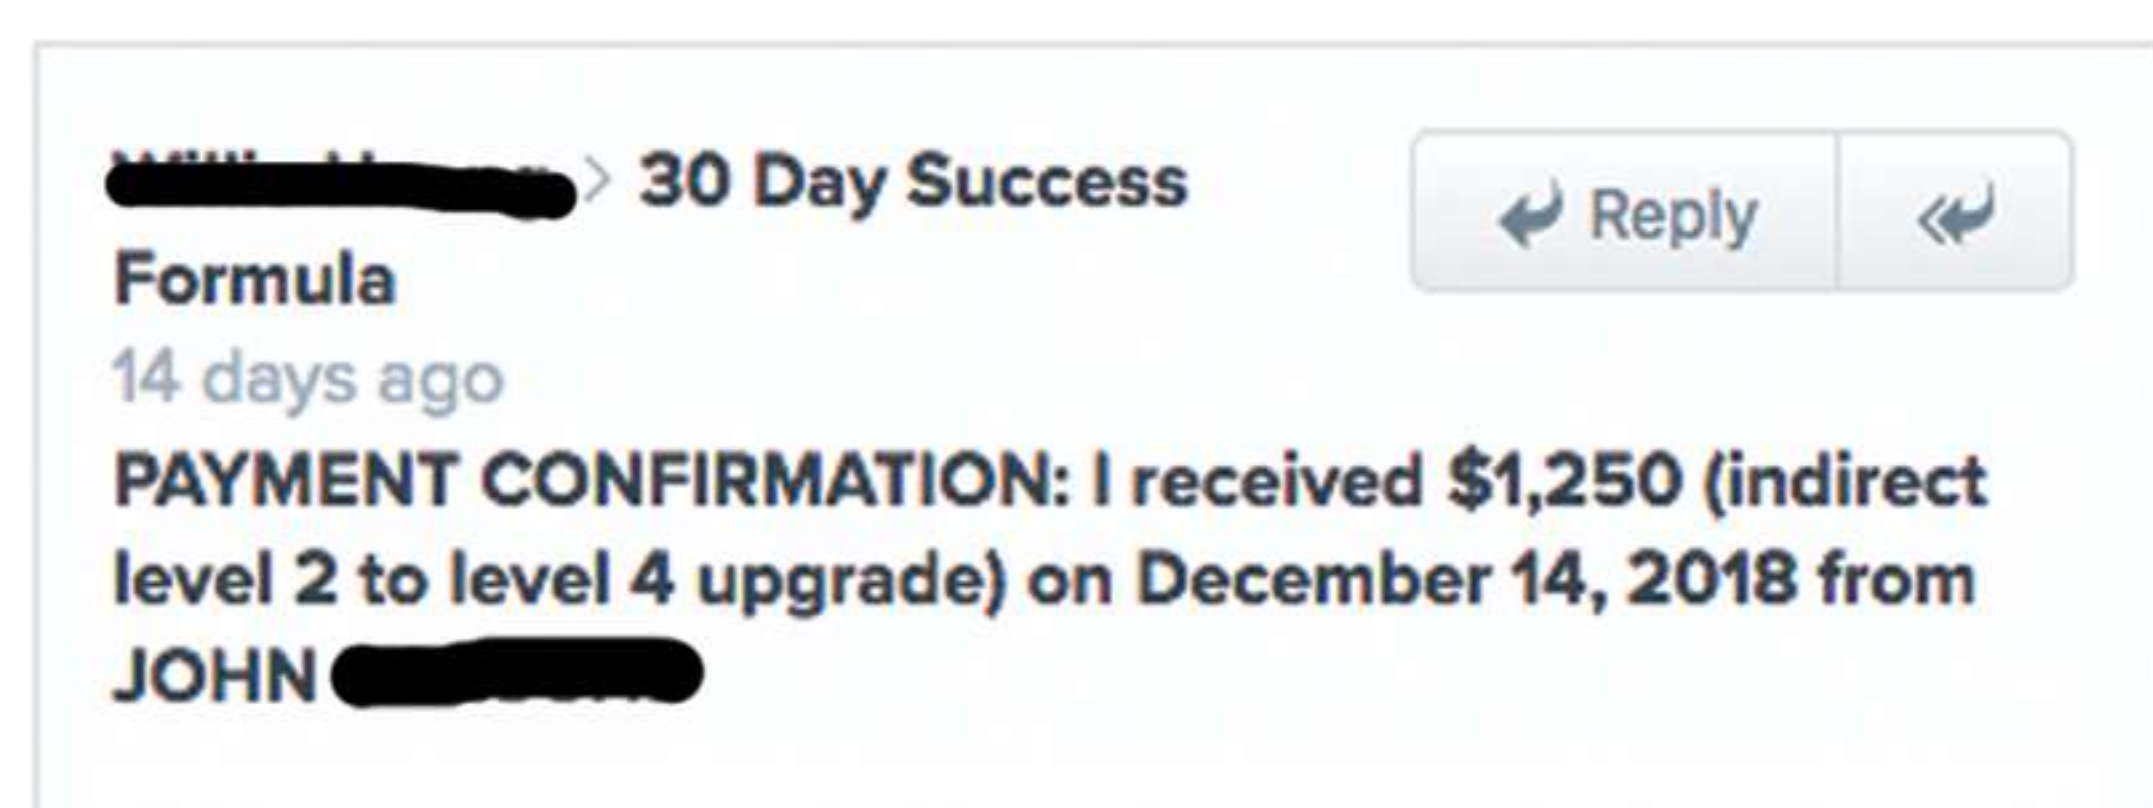 > 30 Day Success
Reply
Formula
14 days ago
PAYMENT CONFIRMATION: I received $1,250 (indirect
level 2 to level 4 upgrade) on December 14, 2018 from
JOHN